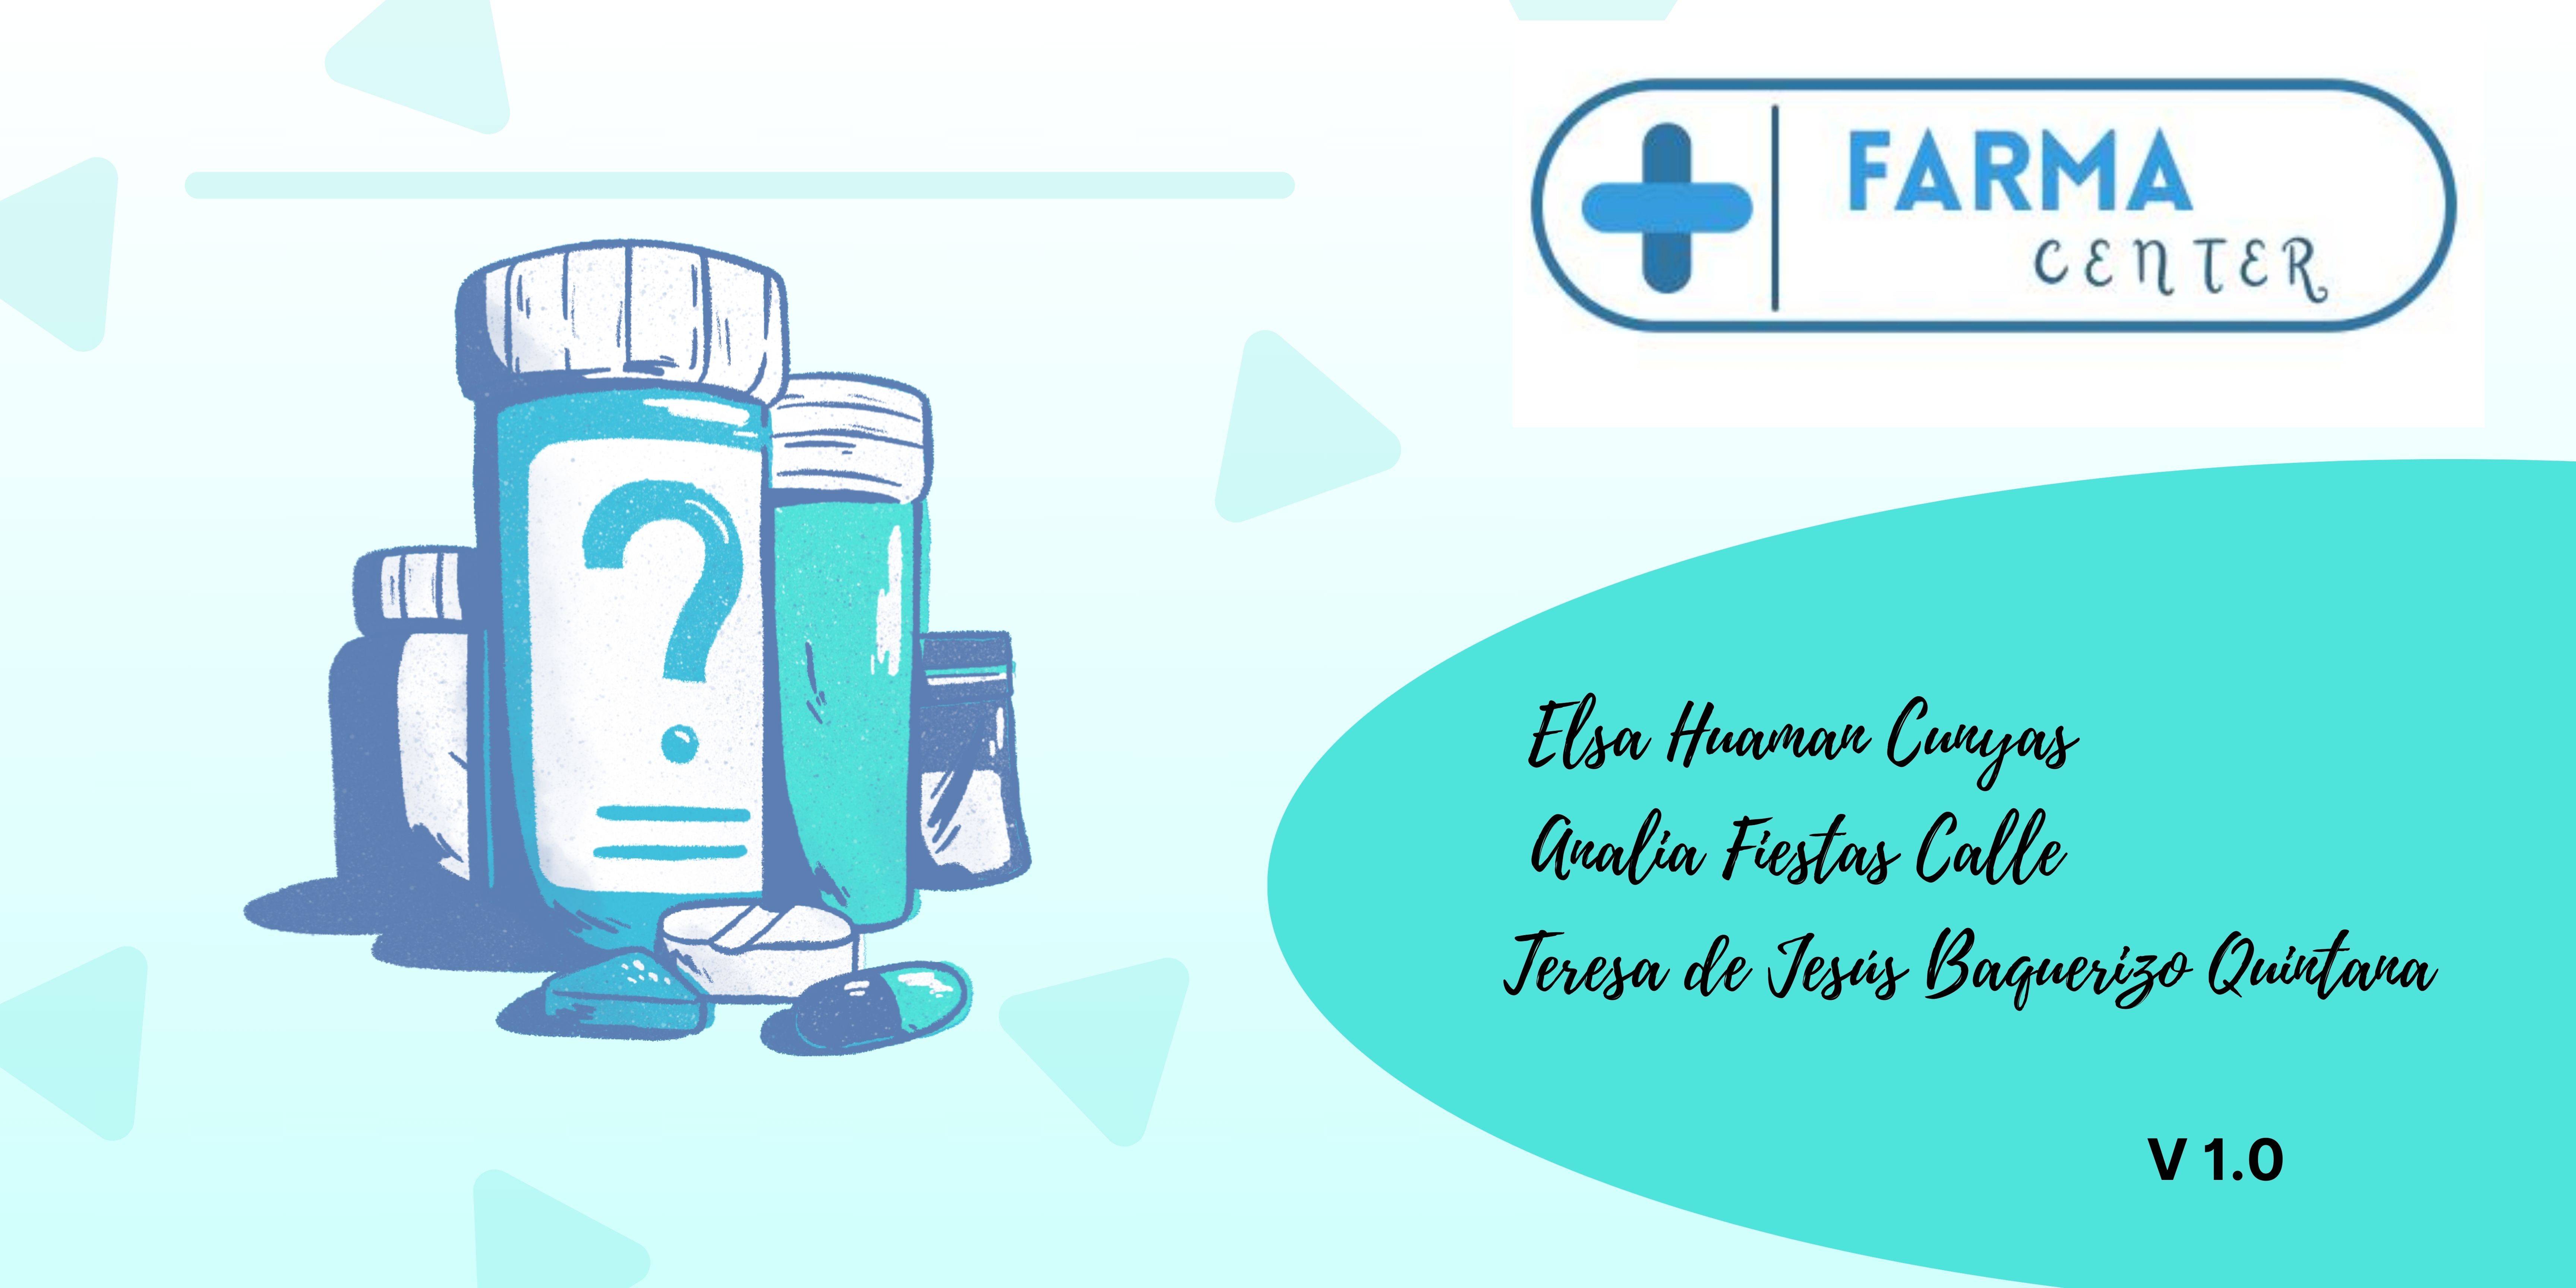 FARMA
CENTER
?
Elsa Huaman Cunyas
Analia Fiestas Calle
Teresa de Jesús Baquerizo Quintana
V 1.0